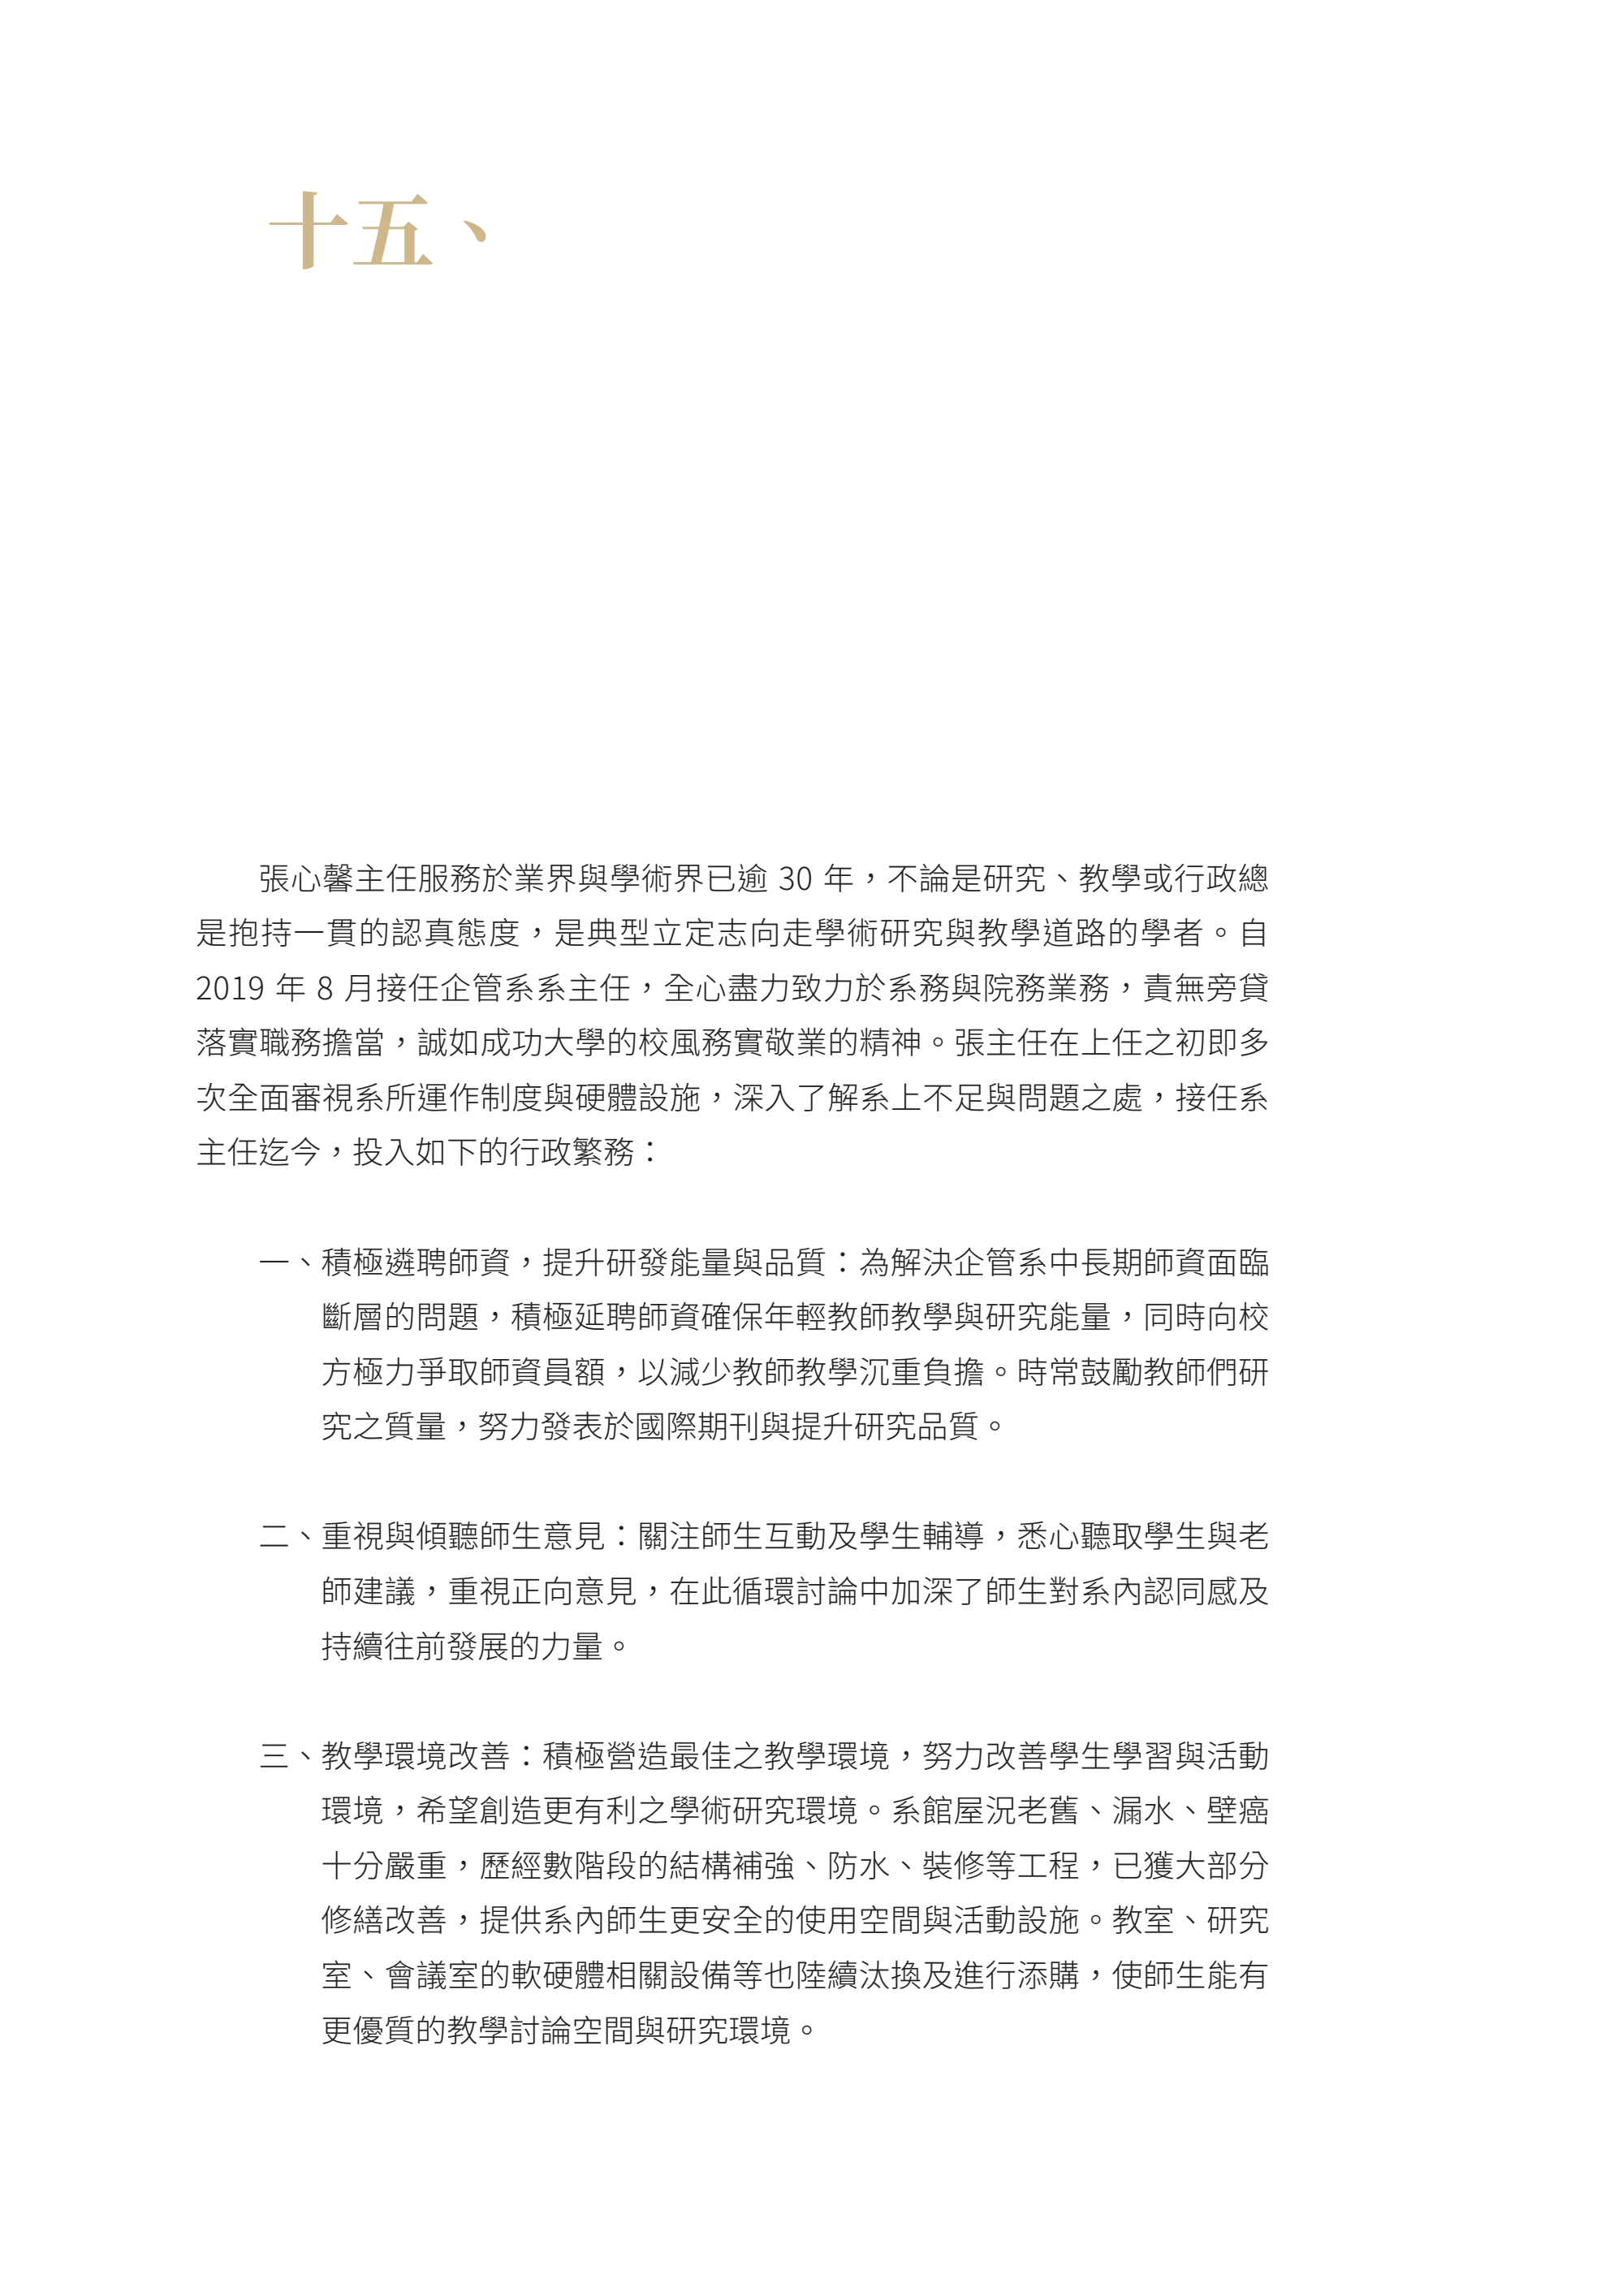 十五、
張心馨主任服務於業界與學術界已逾 30 年，不論是研究、教學或行政總
是抱持一貫的認真態度，是典型立定志向走學術研究與教學道路的學者。自
2019 年 8 月接任企管系系主任，全心盡力致力於系務與院務業務，責無旁貸
落實職務擔當，誠如成功大學的校風務實敬業的精神。張主任在上任之初即多
次全面審視系所運作制度與硬體設施，深入了解系上不足與問題之處，接任系
主任迄今，投入如下的行政繁務：
一、積極遴聘師資，提升研發能量與品質：為解決企管系中長期師資面臨
斷層的問題，積極延聘師資確保年輕教師教學與研究能量，同時向校
方極力爭取師資員額，以減少教師教學沉重負擔。時常鼓勵教師們研
究之質量，努力發表於國際期刊與提升研究品質。
二、重視與傾聽師生意見：關注師生互動及學生輔導，悉心聽取學生與老
師建議，重視正向意見，在此循環討論中加深了師生對系內認同感及
持續往前發展的力量。
三、教學環境改善：積極營造最佳之教學環境，努力改善學生學習與活動
環境，希望創造更有利之學術研究環境。系館屋況老舊、漏水、壁癌
十分嚴重，歷經數階段的結構補強、防水、裝修等工程，已獲大部分
修繕改善，提供系內師生更安全的使用空間與活動設施。教室、研究
室、會議室的軟硬體相關設備等也陸續汰換及進行添購，使師生能有
更優質的教學討論空間與研究環境。